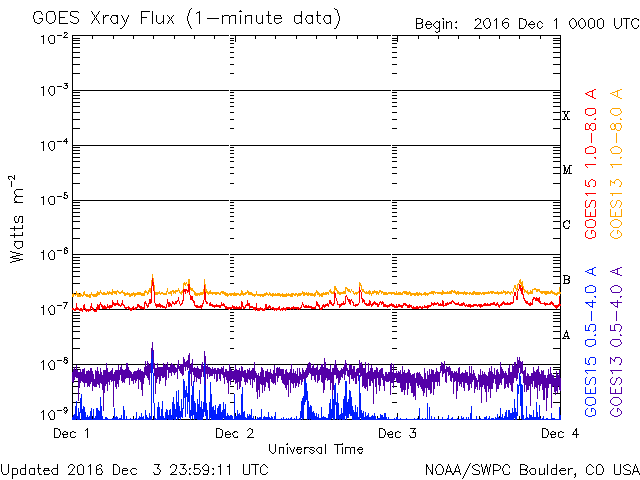 GOES Xray Flux (1-minute data)
Begin: 2016 Dec 1 0000 UTC
10⁻²
10⁻³
10⁻⁴
10⁻⁵
10⁻⁶
10⁻⁷
10⁻⁸
10⁻⁹
Watts m⁻²
X
M
C
B
A
GOES15 1.0-8.0 A
GOES13 1.0-8.0 A
GOES15 0.5-4.0 A
GOES13 0.5-4.0 A
Dec 1
Dec 2
Dec 3
Dec 4
Universal Time
Updated 2016 Dec 3 23:59:11 UTC
NOAA/SWPC Boulder, CO USA